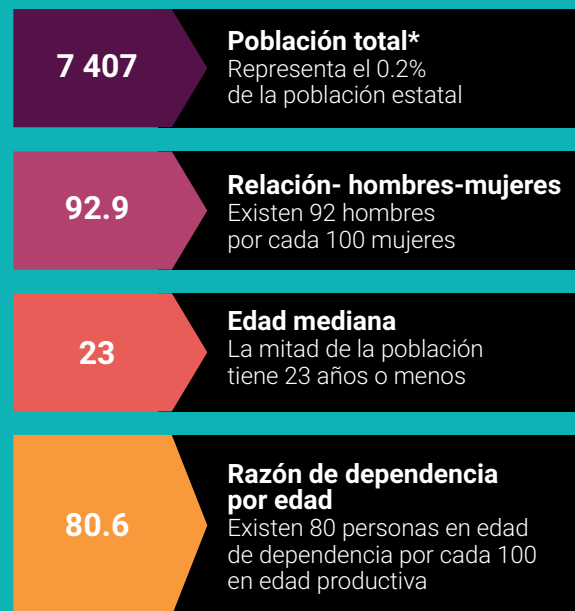 7 407
Población total*
Representa el 0.2%
de la población estatal
92.9
Relación- hombres-mujeres
Existen 92 hombres
por cada 100 mujeres
23
Edad mediana
La mitad de la población
tiene 23 años o menos
80.6
Razón de dependencia
por edad
Existen 80 personas en edad
de dependencia por cada 100
en edad productiva